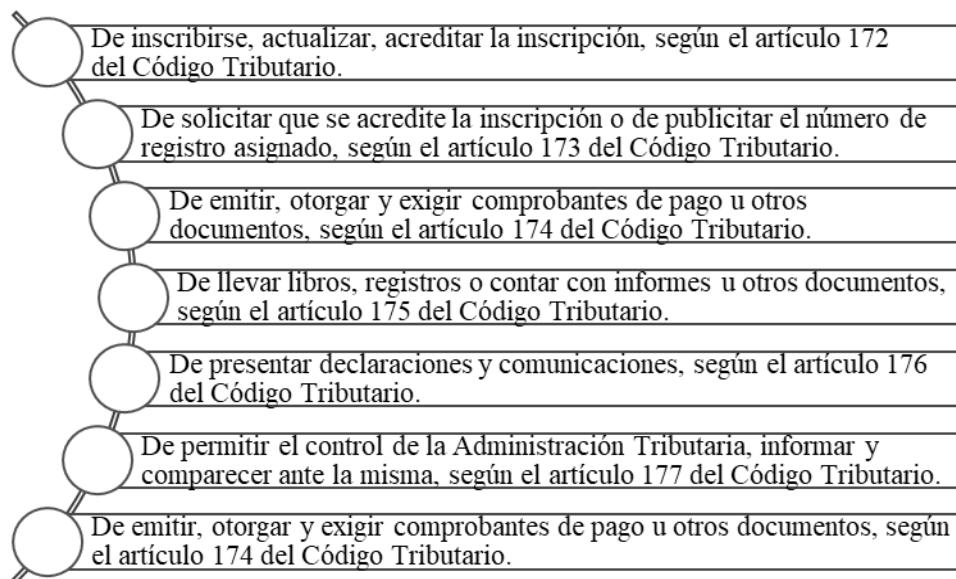 De inscribirse, actualizar, acreditar la inscripción, según el artículo 172
del Código Tributario.
De solicitar que se acredite la inscripción o de publicitar el número de
registro asignado, según el artículo 173 del Código Tributario.
De emitir, otorgar y exigir comprobantes de pago u otros
documentos, según el artículo 174 del Código Tributario.
De llevar libros, registros o contar con informes u otros documentos,
según el artículo 175 del Código Tributario.
De presentar declaraciones y comunicaciones, según el artículo 176
del Código Tributario.
De permitir el control de la Administración Tributaria, informar y
comparecer ante la misma, según el artículo 177 del Código Tributario.
De emitir, otorgar y exigir comprobantes de pago u otros documentos, según
el artículo 174 del Código Tributario.